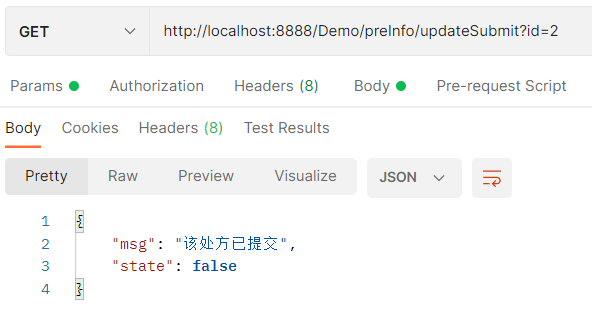 GET http://localhost:8888/Demo/preInfo/updateSubmit?id=2
Params Authorization Headers (8) Body Pre-request Script
Body Cookies Headers (8) Test Results
Pretty Raw Preview Visualize JSON
1 {
2 "msg": "该处方已提交",
3 "state": false
4 }